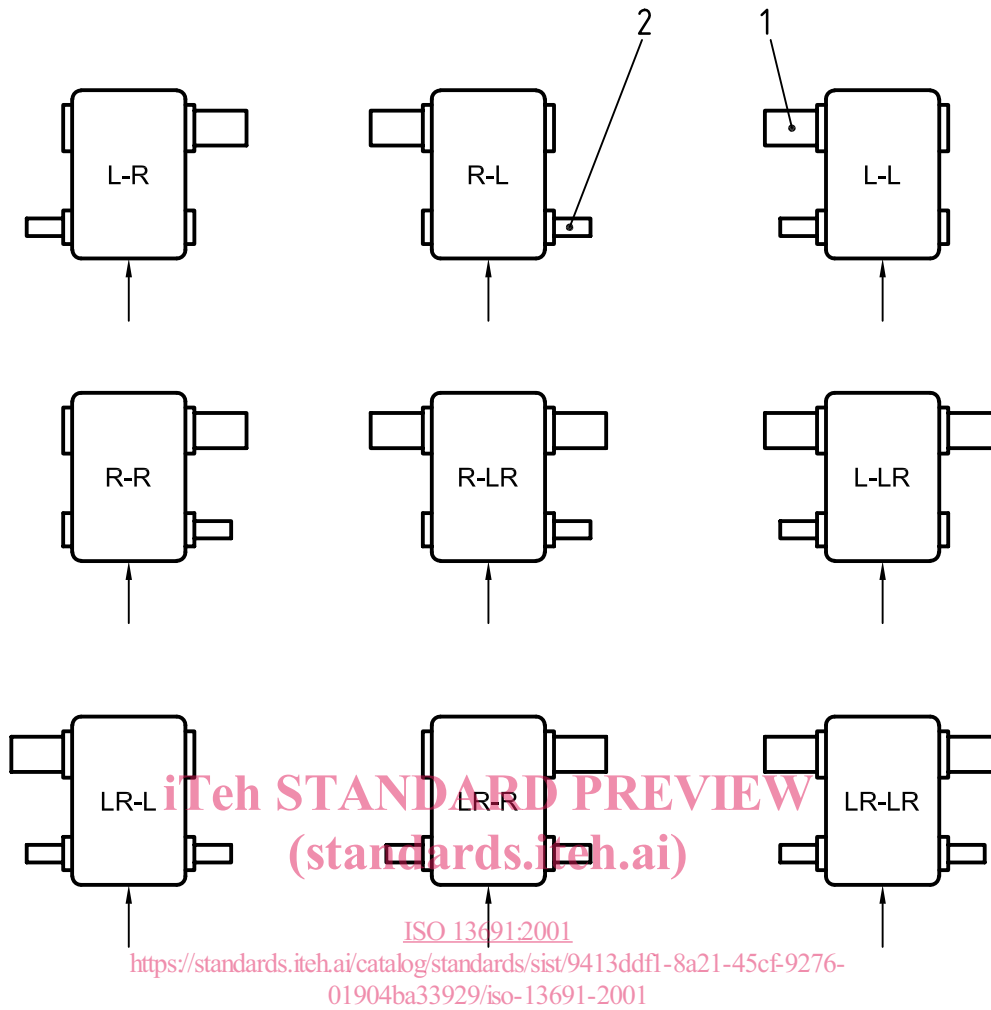 2 1
L-R R-L L-L
R-R R-LR L-LR
LR-L LR-R LR-LR
iTeh STANDARD PREVIEW
(standards.iteh.ai)
ISO 13691:2001
https://standards.iteh.ai/catalog/standards/sist/9413ddf1-8a21-45cf-9276-
01904ba33929/iso-13691-2001